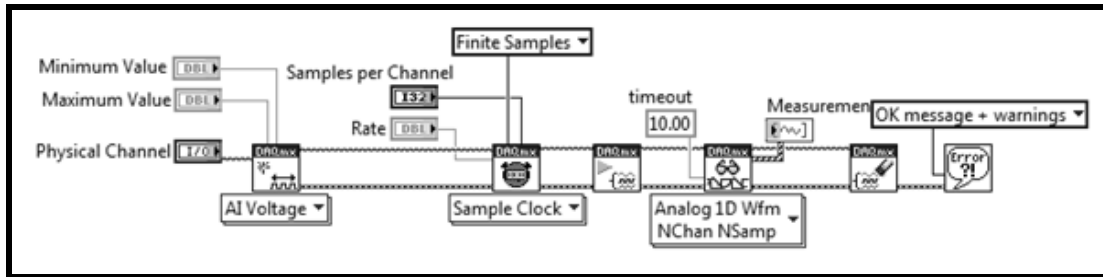 Finite Samples
Minimum Value DBL
Samples per Channel
Maximum Value DBL
I32
timeout
Measuremen
OK message + warnings
Rate DBL
10.00
Physical Channel I/O
DAQmx
DAQmx
DAQmx
DAQmx
DAQmx
Error
?!
AI Voltage
Sample Clock
Analog 1D Wfm
NChan NSamp